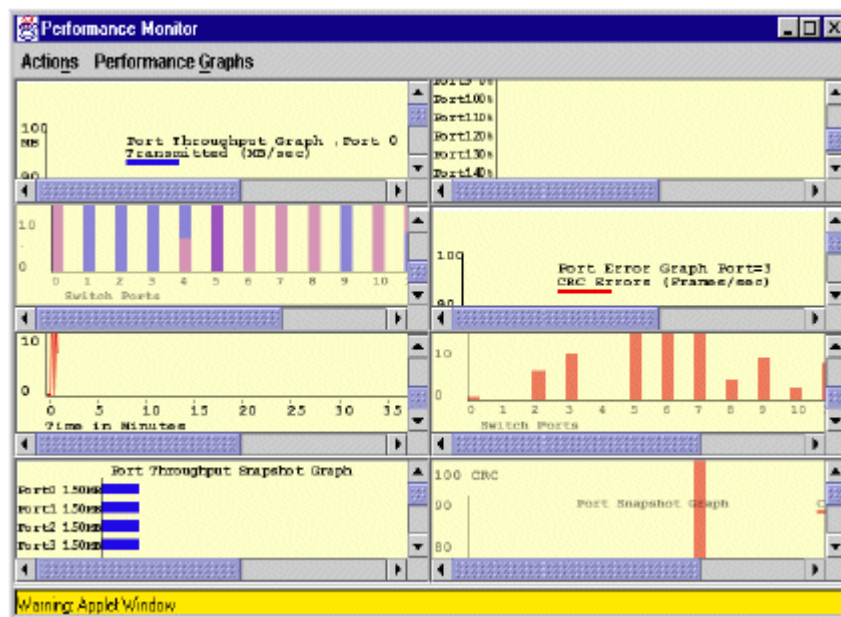 Performance Monitor
Actions Performance Graphs
100
MB
Port Throughput Graph ,Port 0
Transmitted (MB/sec)
90
Port100%
Port110%
Port120%
Port130%
Port140%
10
0
0 1 2 3 4 5 6 7 8 9 10
Switch Ports
100
Port Error Graph Port=3
CRC Errors (Frames/sec)
90
10
0
0 5 10 15 20 25 30 35
Time in Minutes
10
0
0 1 2 3 4 5 6 7 8 9 10
Switch Ports
Port Throughput Snapshot Graph
Port0 1.50MB
Port1 1.50MB
Port2 1.50MB
Port3 1.50MB
100 CRC
90
Port Snapshot Graph
80
Warning: Applet Window